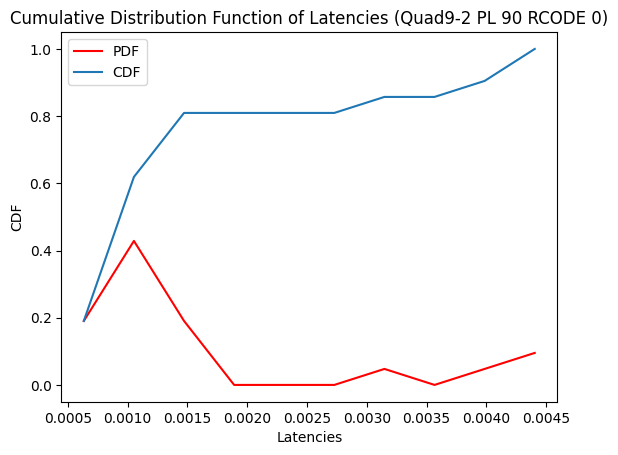 Cumulative Distribution Function of Latencies (Quad9-2 PL 90 RCODE 0)
PDF
CDF
1.0
0.8
0.6
0.4
0.2
0.0
CDF
0.0005 0.0010 0.0015 0.0020 0.0025 0.0030 0.0035 0.0040 0.0045
Latencies